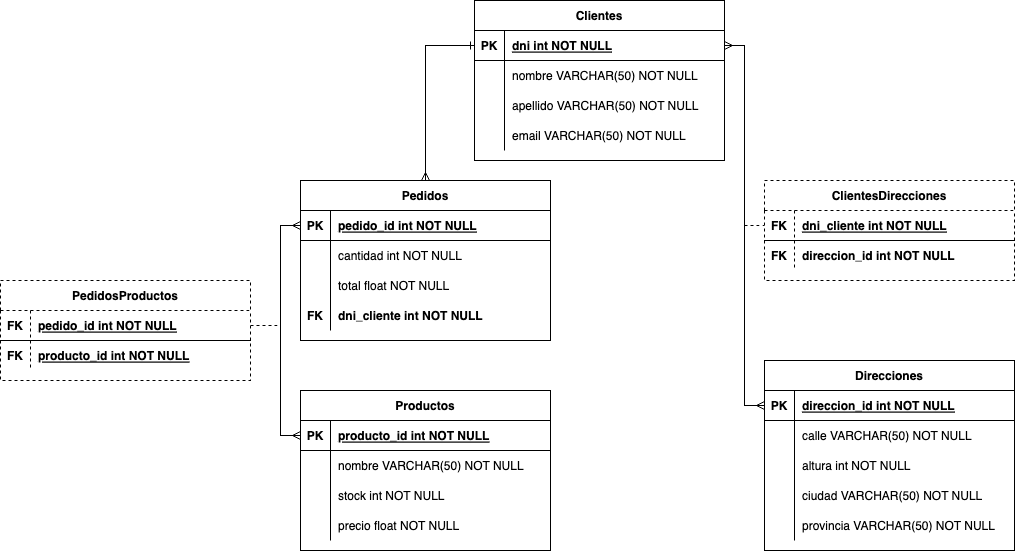 Clientes
PK dni int NOT NULL
nombre VARCHAR(50) NOT NULL
apellido VARCHAR(50) NOT NULL
email VARCHAR(50) NOT NULL
Pedidos
PK pedido_id int NOT NULL
cantidad int NOT NULL
total float NOT NULL
FK dni_cliente int NOT NULL
ClientesDirecciones
FK dni_cliente int NOT NULL
FK direccion_id int NOT NULL
PedidosProductos
FK pedido_id int NOT NULL
FK producto_id int NOT NULL
Productos
PK producto_id int NOT NULL
nombre VARCHAR(50) NOT NULL
stock int NOT NULL
precio float NOT NULL
Direcciones
PK direccion_id int NOT NULL
calle VARCHAR(50) NOT NULL
altura int NOT NULL
ciudad VARCHAR(50) NOT NULL
provincia VARCHAR(50) NOT NULL